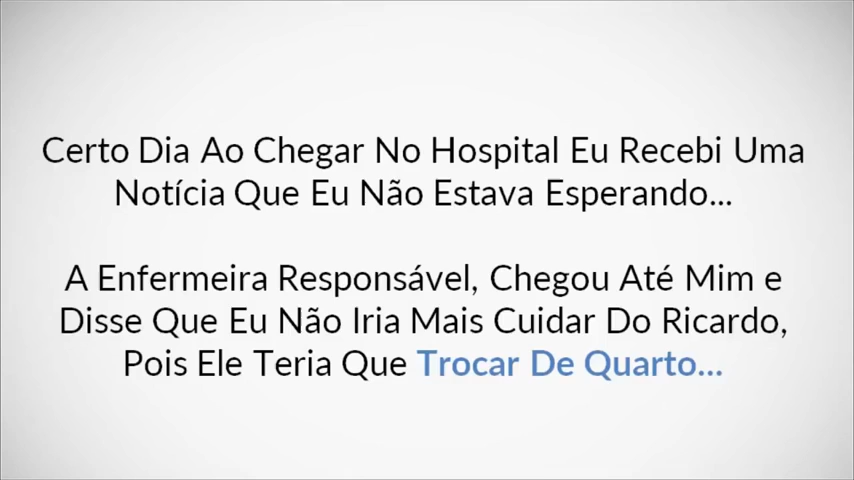 Certo Dia Ao Chegar No Hospital Eu Recebi Uma
Notícia Que Eu Não Estava Esperando...
A Enfermeira Responsável, Chegou Até Mim e
Disse Que Eu Não Iria Mais Cuidar Do Ricardo,
Pois Ele Teria Que Trocar De Quarto...